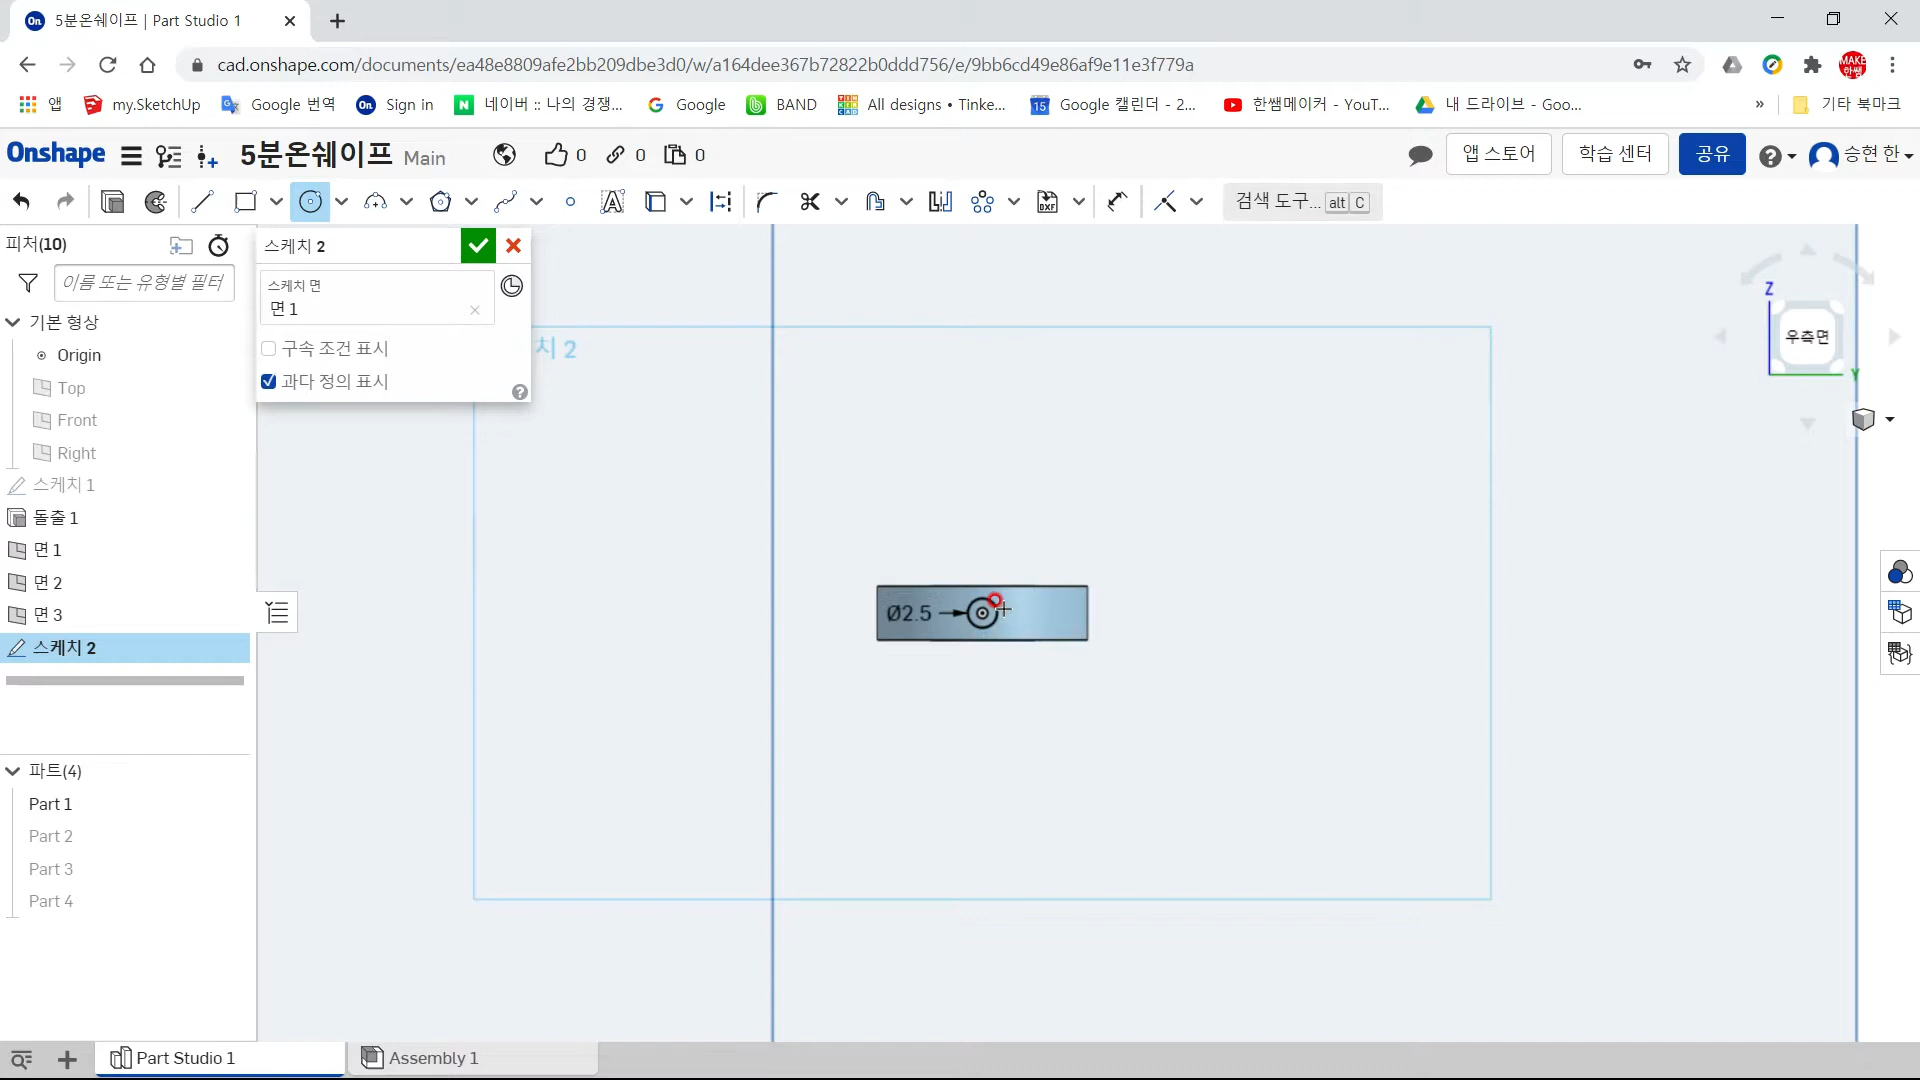 On 5분온쉐이프 | Part Studio 1
cad.onshape.com/documents/ea48e8809afe2bb209dbe3d0/w/a164dee367b72822b0ddd756/e/9bb6cd49e86af9e11e3f779a
MAKE 한쌤
앱 my.SketchUp Google 번역 On Sign in N 네이버 :: 나의 경쟁... Google BAND All designs • Tinke... 15 Google 캘린더 - 2... 한쌤메이커 - YouT... 내 드라이브 - Goo... » 기타 북마크
Onshape 5분온쉐이프 Main 0 0 0 앱 스토어 학습 센터 공유 승현 한
검색 도구... alt C
피처(10)
이름 또는 유형별 필터
기본 형상
Origin
Top
Front
Right
스케치 1
돌출 1
면 1
면 2
면 3
스케치 2
파트(4)
Part 1
Part 2
Part 3
Part 4
스케치 2
스케치 면
면 1
구속 조건 표시
과다 정의 표시
치 2
Ø2.5
Z
우측면
Y
Part Studio 1
Assembly 1